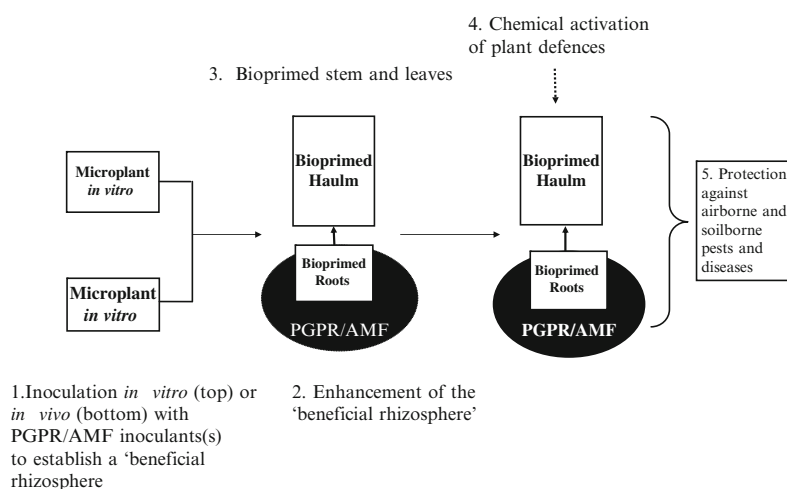 4. Chemical activation
of plant defences
3. Bioprimed stem and leaves
Microplant
in vitro
Microplant
in vitro
Bioprimed
Haulm
Bioprimed
Roots
PGPR/AMF
Bioprimed
Haulm
Bioprimed
Roots
PGPR/AMF
5. Protection
against
airborne and
soilborne
pests and
diseases
1.Inoculation in vitro (top) or
in vivo (bottom) with
PGPR/AMF inoculants(s)
to establish a ‘beneficial
rhizosphere
2. Enhancement of the
‘beneficial rhizosphere’